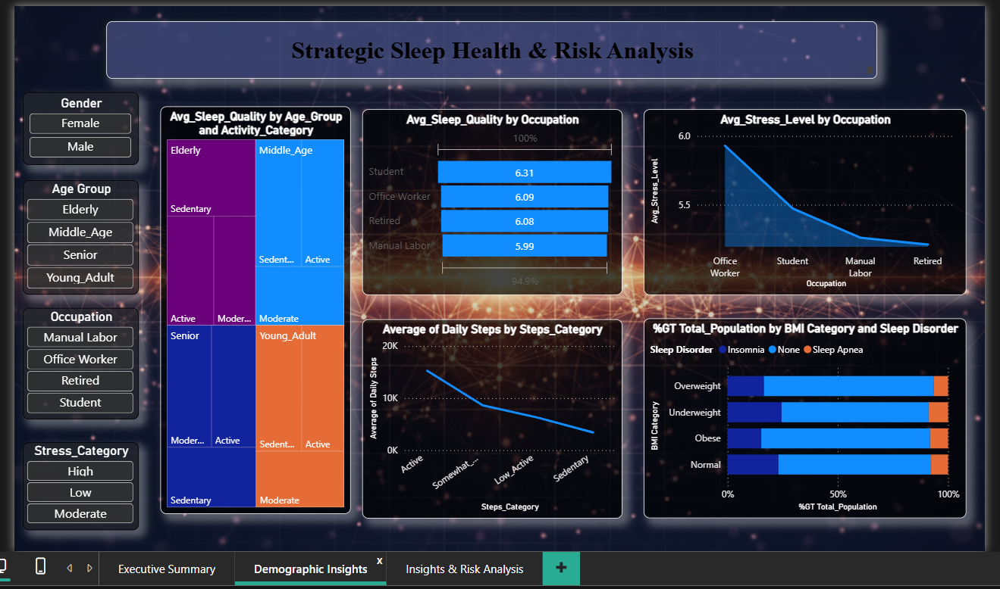 Strategic Sleep Health & Risk Analysis
Gender
Female
Male
Age Group
Elderly
Middle_Age
Senior
Young_Adult
Occupation
Manual Labor
Office Worker
Retired
Student
Stress_Category
High
Low
Moderate
Avg_Sleep_Quality by Age_Group
and Activity_Category
Elderly
Sedentary
Active
Moder...
Middle_Age
Sedent...
Active
Moderate
Senior
Moder...
Active
Sedentary
Young_Adult
Sedent...
Active
Moderate
Avg_Sleep_Quality by Occupation
100%
Student
6.31
Office Worker
6.09
Retired
6.08
Manual Labor
5.99
94.9%
Avg_Stress_Level by Occupation
Avg_Stress_Level
6.0
5.5
Office
Worker
Student
Manual
Labor
Retired
Occupation
Average of Daily Steps by Steps_Category
Average of Daily Steps
20K
10K
0K
Active
Somewhat_...
Low_Active
Sedentary
Steps_Category
%GT Total_Population by BMI Category and Sleep Disorder
Sleep Disorder Insomnia None Sleep Apnea
BMI Category
Overweight
Underweight
Obese
Normal
0% 50% 100%
%GT Total_Population
Executive Summary
Demographic Insights
x
Insights & Risk Analysis
+